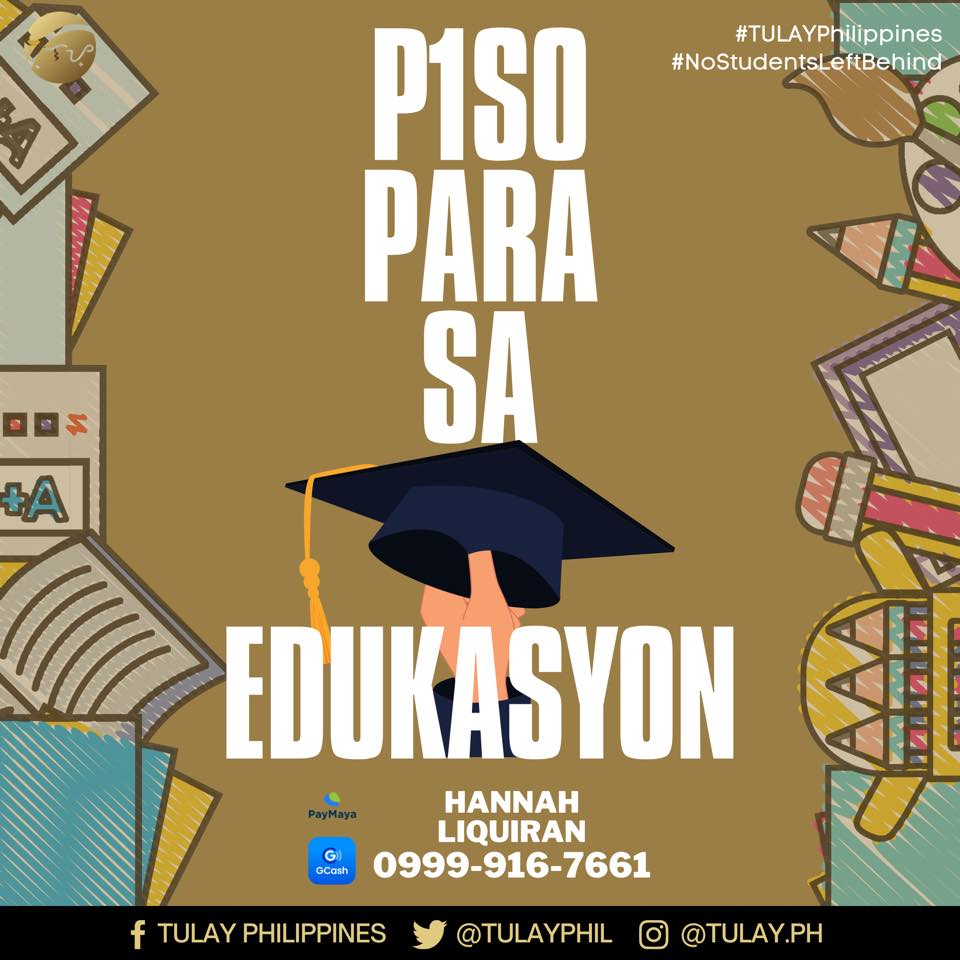 #TULAYPhilippines
#NoStudentsLeftBehind
P1SO
PARA
SA
EDUKASYON
+A
+A
PayMaya
G
GCash
HANNAH
LIQUIRAN
0999-916-7661
TULAY PHILIPPINES
@TULAYPHIL
@TULAY.PH